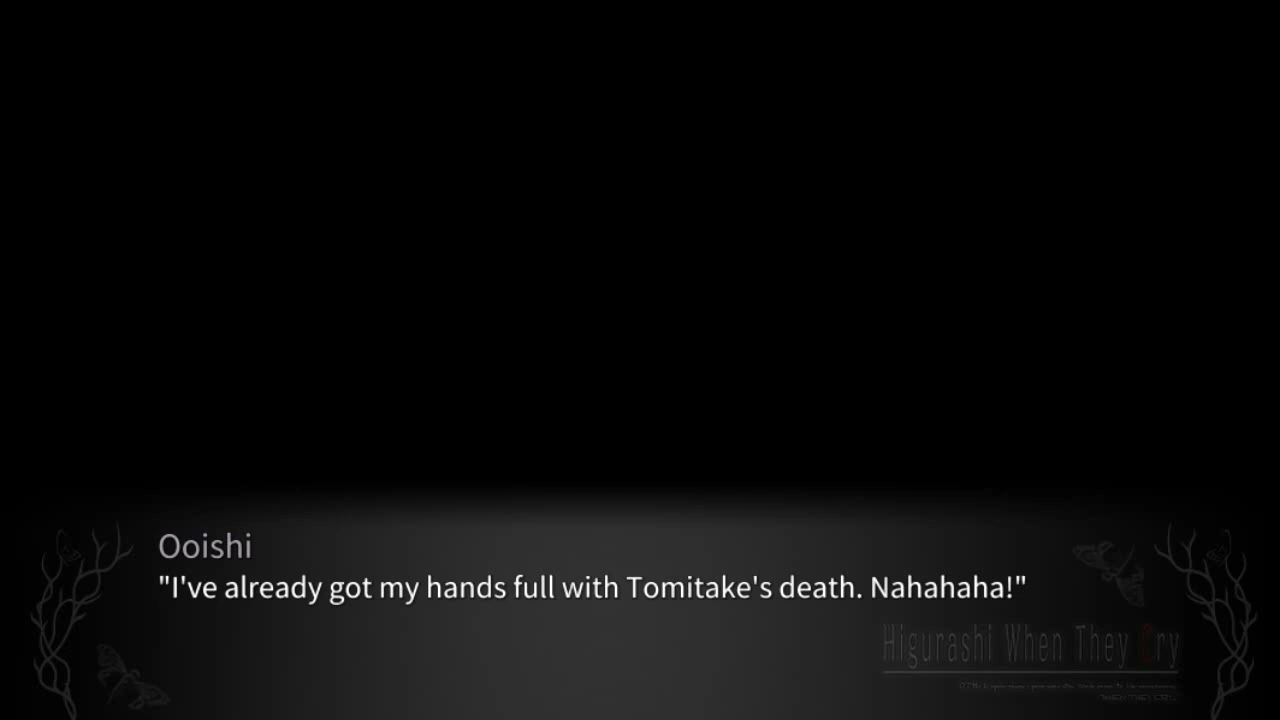 Ooishi
"I've already got my hands full with Tomitake's death. Nahahaha!"
Higurashi When They Cry